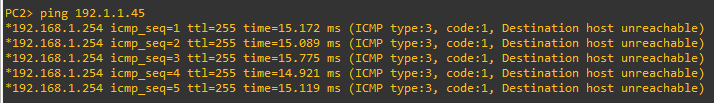 PC2> ping 192.1.1.45
*192.168.1.254 icmp_seq=1 ttl=255 time=15.172 ms (ICMP type:3, code:1, Destination host unreachable)
*192.168.1.254 icmp_seq=2 ttl=255 time=15.089 ms (ICMP type:3, code:1, Destination host unreachable)
*192.168.1.254 icmp_seq=3 ttl=255 time=15.775 ms (ICMP type:3, code:1, Destination host unreachable)
*192.168.1.254 icmp_seq=4 ttl=255 time=14.921 ms (ICMP type:3, code:1, Destination host unreachable)
*192.168.1.254 icmp_seq=5 ttl=255 time=15.119 ms (ICMP type:3, code:1, Destination host unreachable)